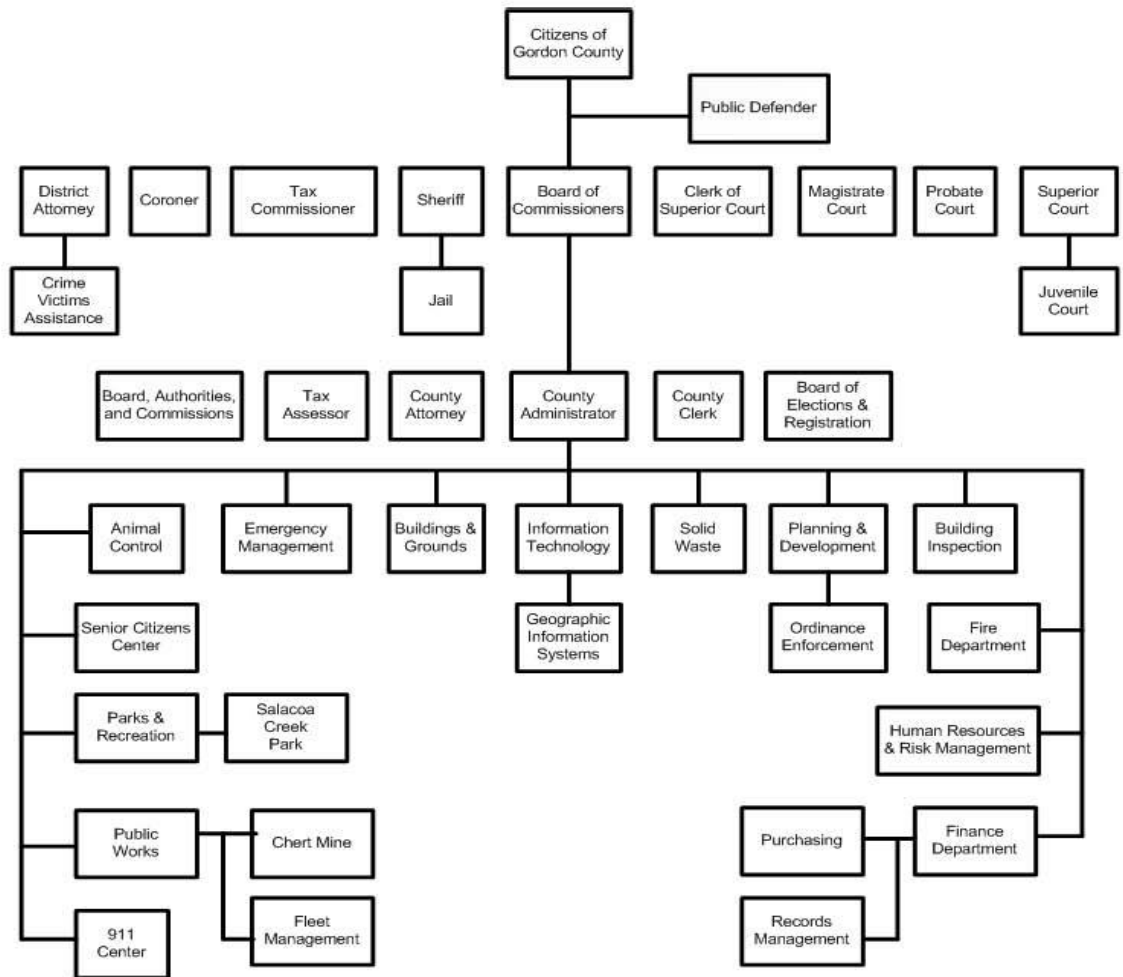 Citizens of
Gordon County
Public Defender
District
Attorney
Coroner
Tax
Commissioner
Sheriff
Board of
Commissioners
Clerk of
Superior Court
Magistrate
Court
Probate
Court
Superior
Court
Crime
Victims
Assistance
Jail
Juvenile
Court
Board, Authorities,
and Commissions
Tax
Assessor
County
Attorney
County
Administrator
County
Clerk
Board of
Elections &
Registration
Animal
Control
Emergency
Management
Buildings &
Grounds
Information
Technology
Solid
Waste
Planning &
Development
Building
Inspection
Senior Citizens
Center
Geographic
Information
Systems
Ordinance
Enforcement
Fire
Department
Parks &
Recreation
Salacoa
Creek
Park
Human Resources
& Risk Management
Public
Works
Chert Mine
Purchasing
Finance
Department
911
Center
Fleet
Management
Records
Management